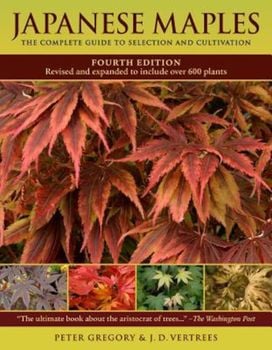 JAPANESE MAPLES
THE COMPLETE GUIDE TO SELECTION AND CULTIVATION
FOURTH EDITION
Revised and expanded to include over 600 plants
"The ultimate book about the aristocrat of trees..." –The Washington Post
PETER GREGORY & J. D. VERTREES